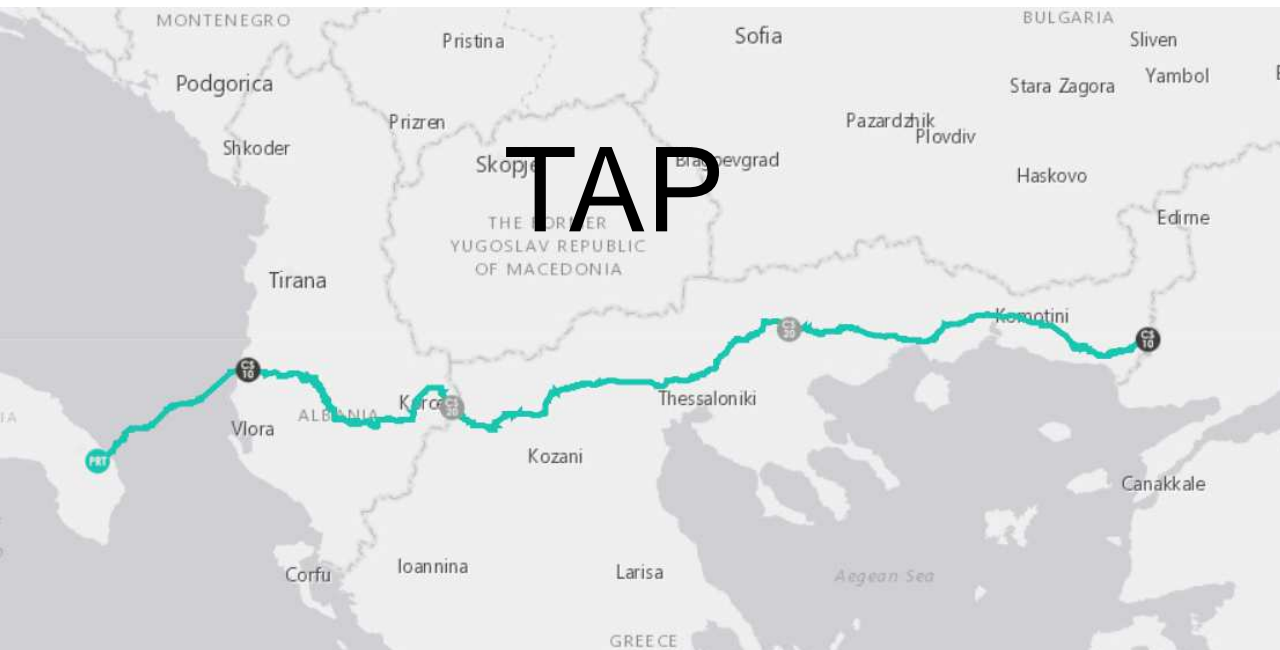 MONTENEGRO
BULGARIA
Pristina
Sofia
Sliven
Podgorica
Stara Zagora
Yambol
Prizren
Pazardzhik
Plovdiv
Shkoder
Skopje
TAP
Haskovo
THE FORMER
YUGOSLAV REPUBLIC
OF MACEDONIA
Edirne
Tirana
Komotini
CS
20
CS
10
CS
10
Thessaloniki
ALBANIA
CS
20
Vlora
Kozani
PRT
Canakkale
Corfu
Ioannina
Larisa
Aegean Sea
GREECE